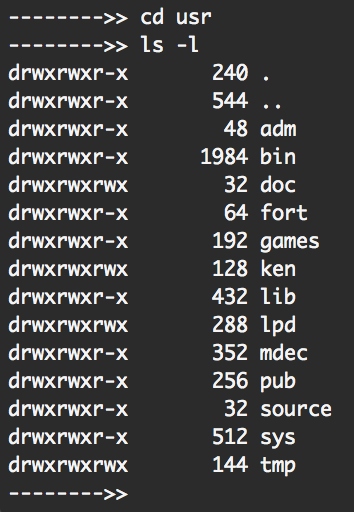 -------->> cd usr
-------->> ls -l
drwxrwxr-x       240 .
drwxrwxr-x       544 ..
drwxrwxr-x        48 adm
drwxrwxr-x      1984 bin
drwxrwxrwx        32 doc
drwxrwxr-x        64 fort
drwxrwxr-x       192 games
drwxrwxrwx       128 ken
drwxrwxr-x       432 lib
drwxrwxrwx       288 lpd
drwxrwxr-x       352 mdec
drwxrwxr-x       256 pub
drwxrwxr-x        32 source
drwxrwxr-x       512 sys
drwxrwxrwx       144 tmp
-------->>